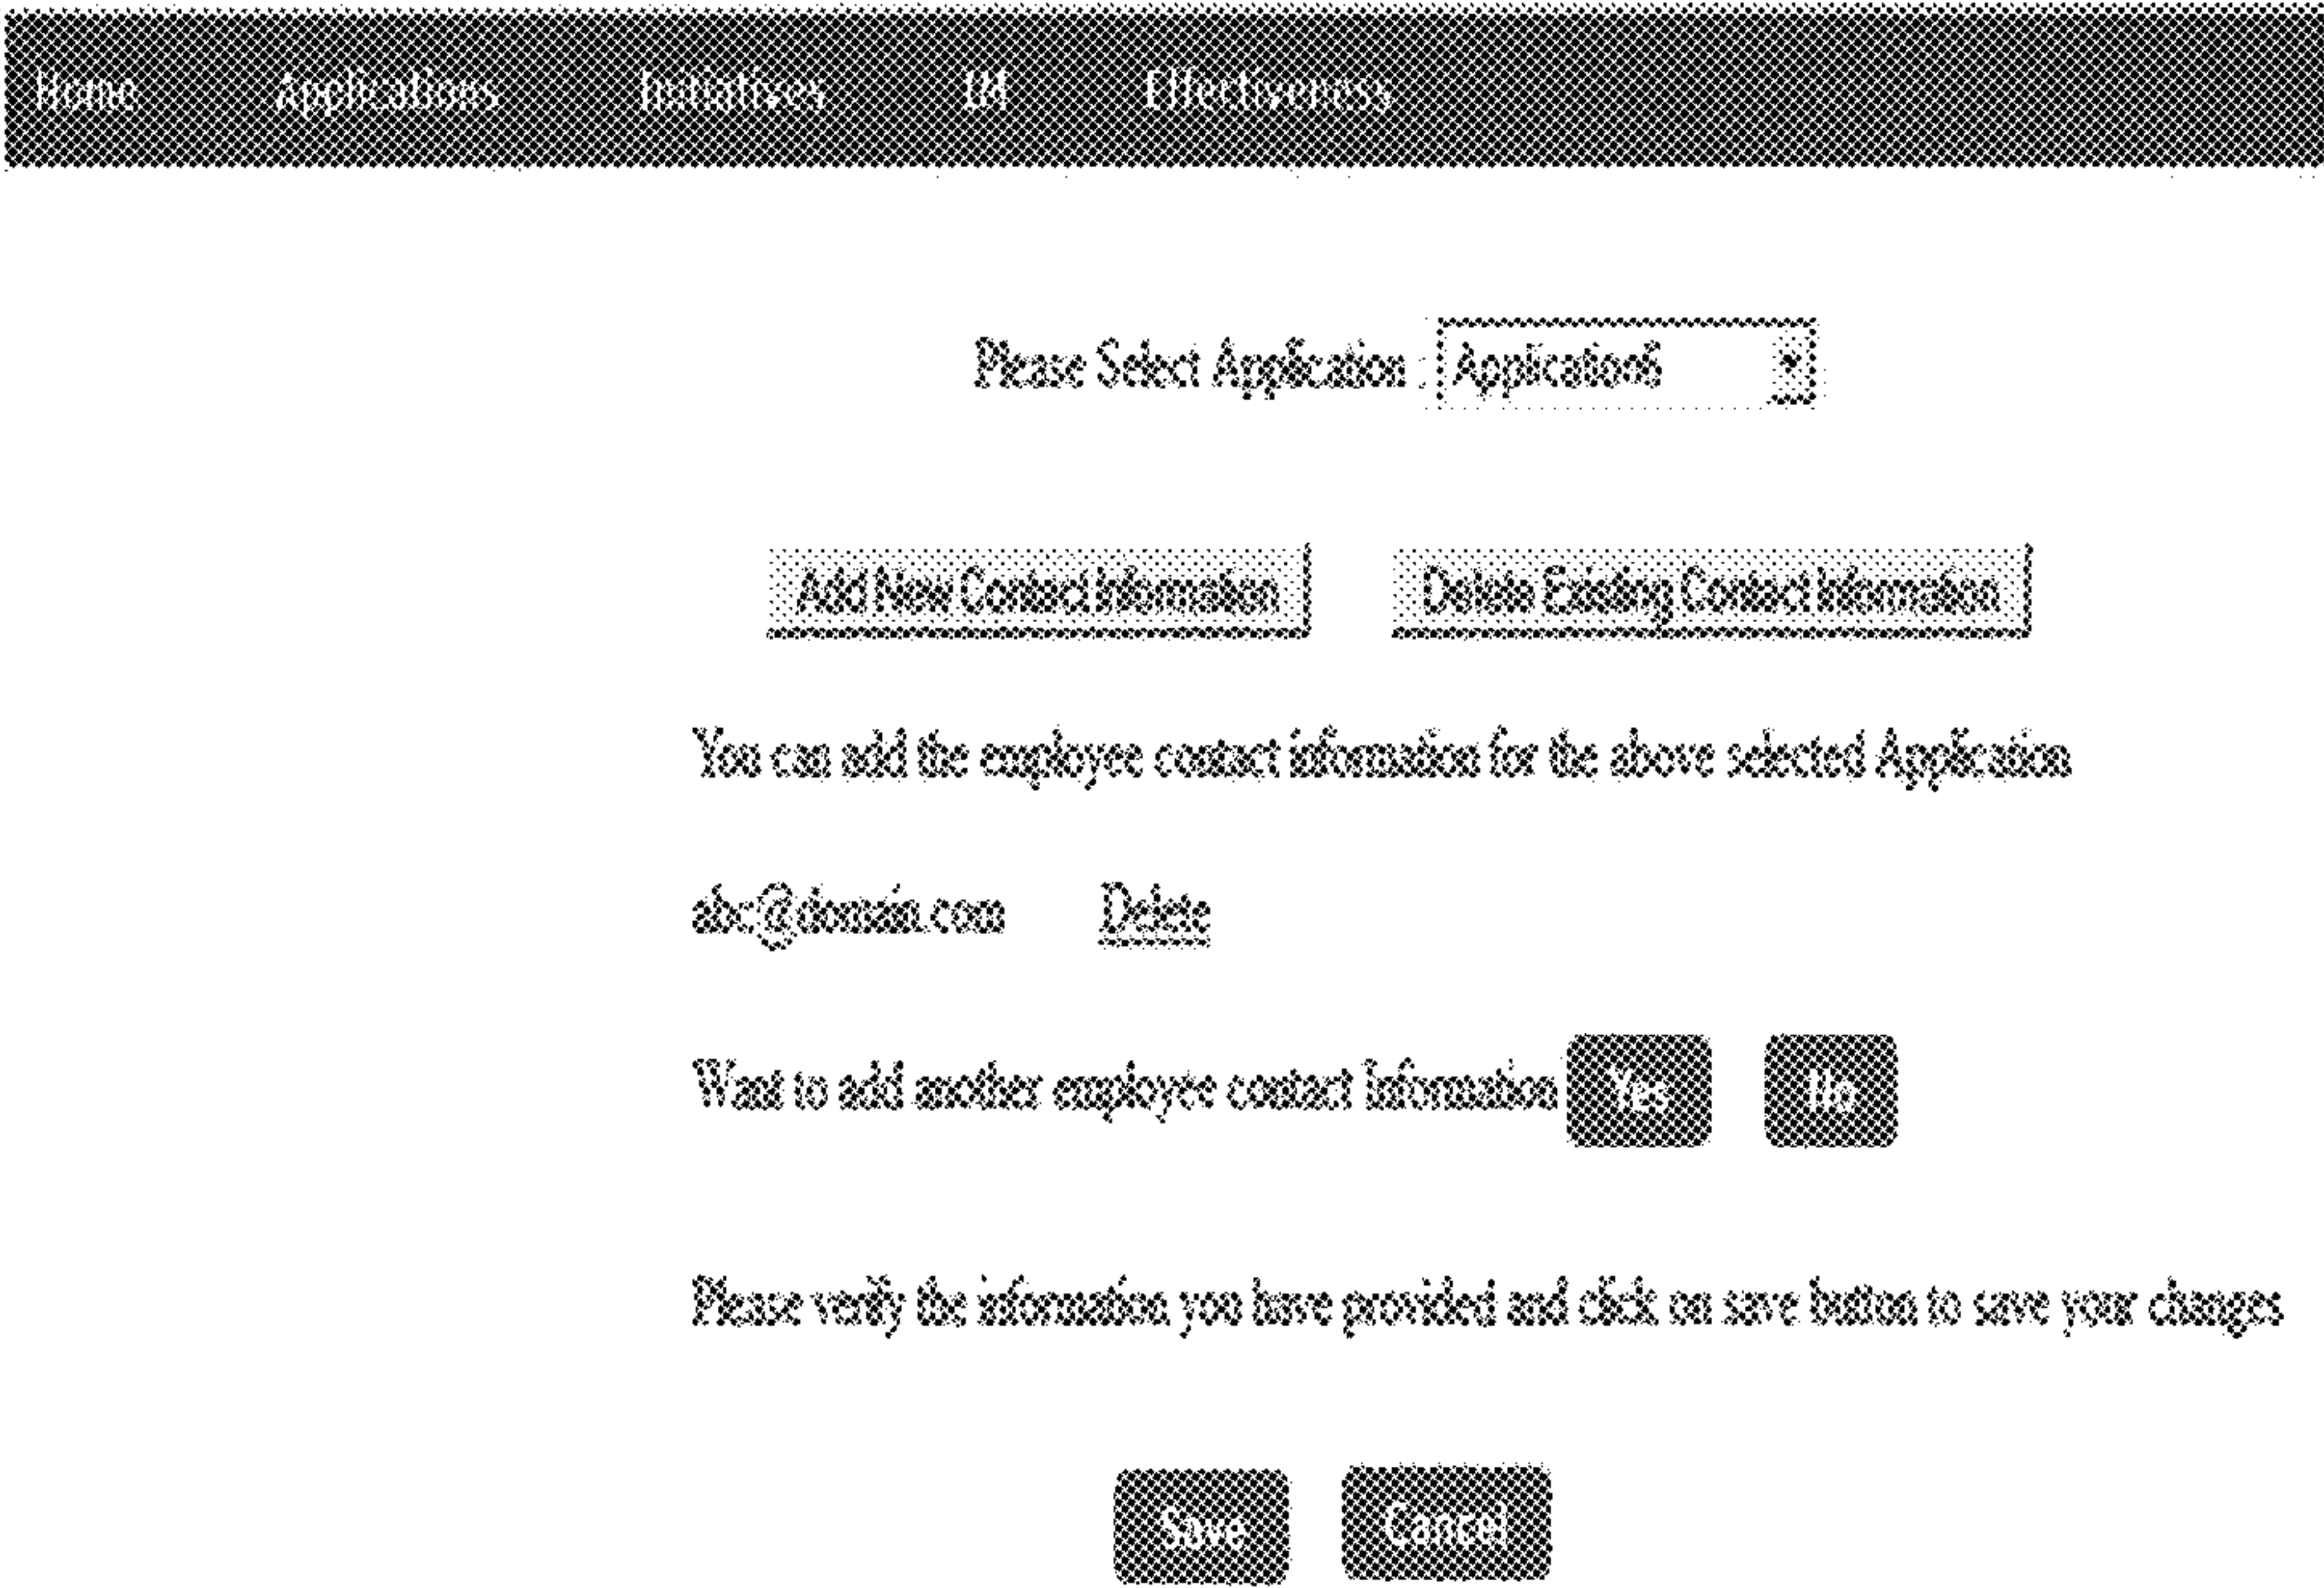 Home Applications Initiatives IM Effectiveness
Please Select Application : Application6
Add New Contact Information Delete Existing Contact Information
You can add the employee contact information for the above selected Application
abc@domain.com Delete
Want to add another employee contact Information Yes No
Please verify the information you have provided and click on save button to save your changes
Save Cancel